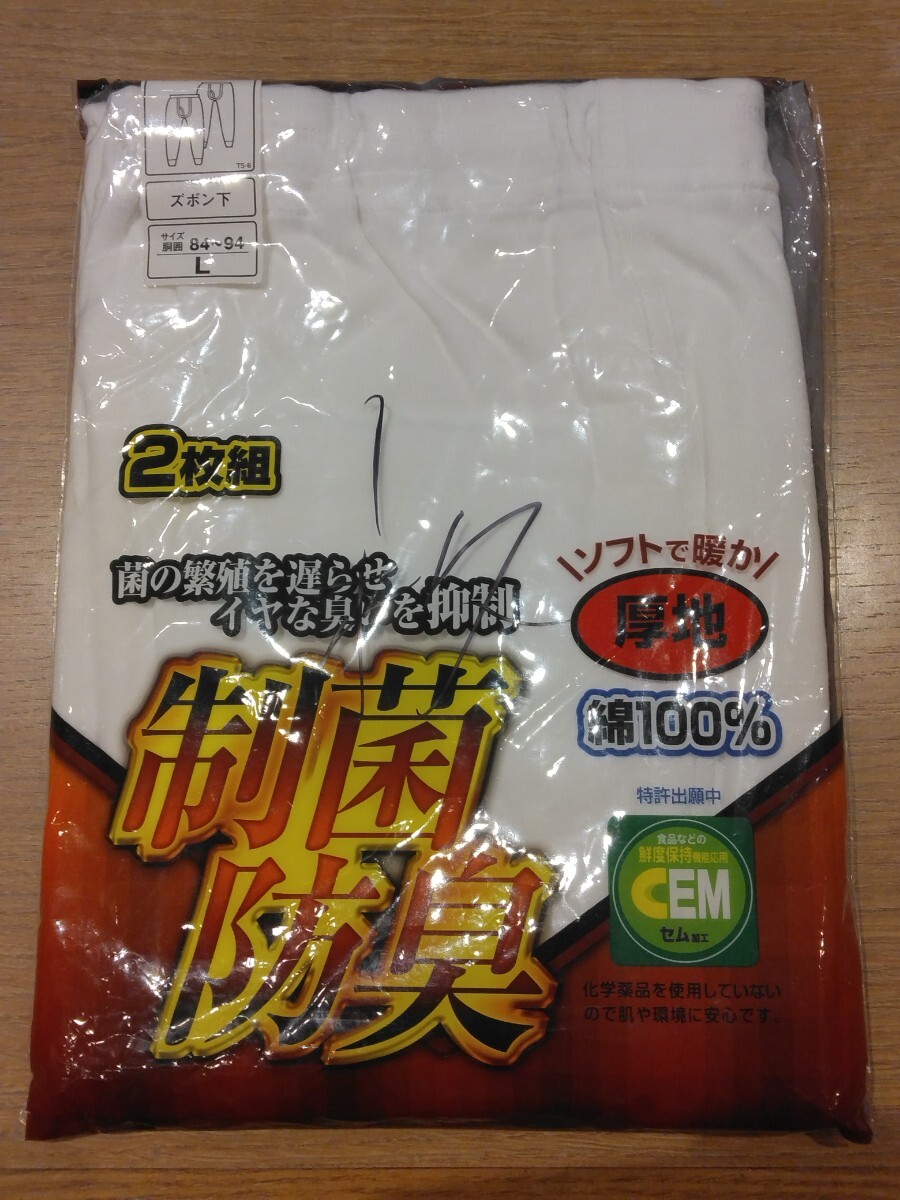 TS-6
ズボン下
サイズ
胴囲 84~94
L
2枚組
菌の繁殖を遅らせ
イヤな臭いを抑制
\ソフトで暖か/
厚地
綿100%
制菌
防臭
特許出願中
食品などの
鮮度保持機能応用
CEM
セム加工
化学薬品を使用していない
ので肌や環境に安心です。